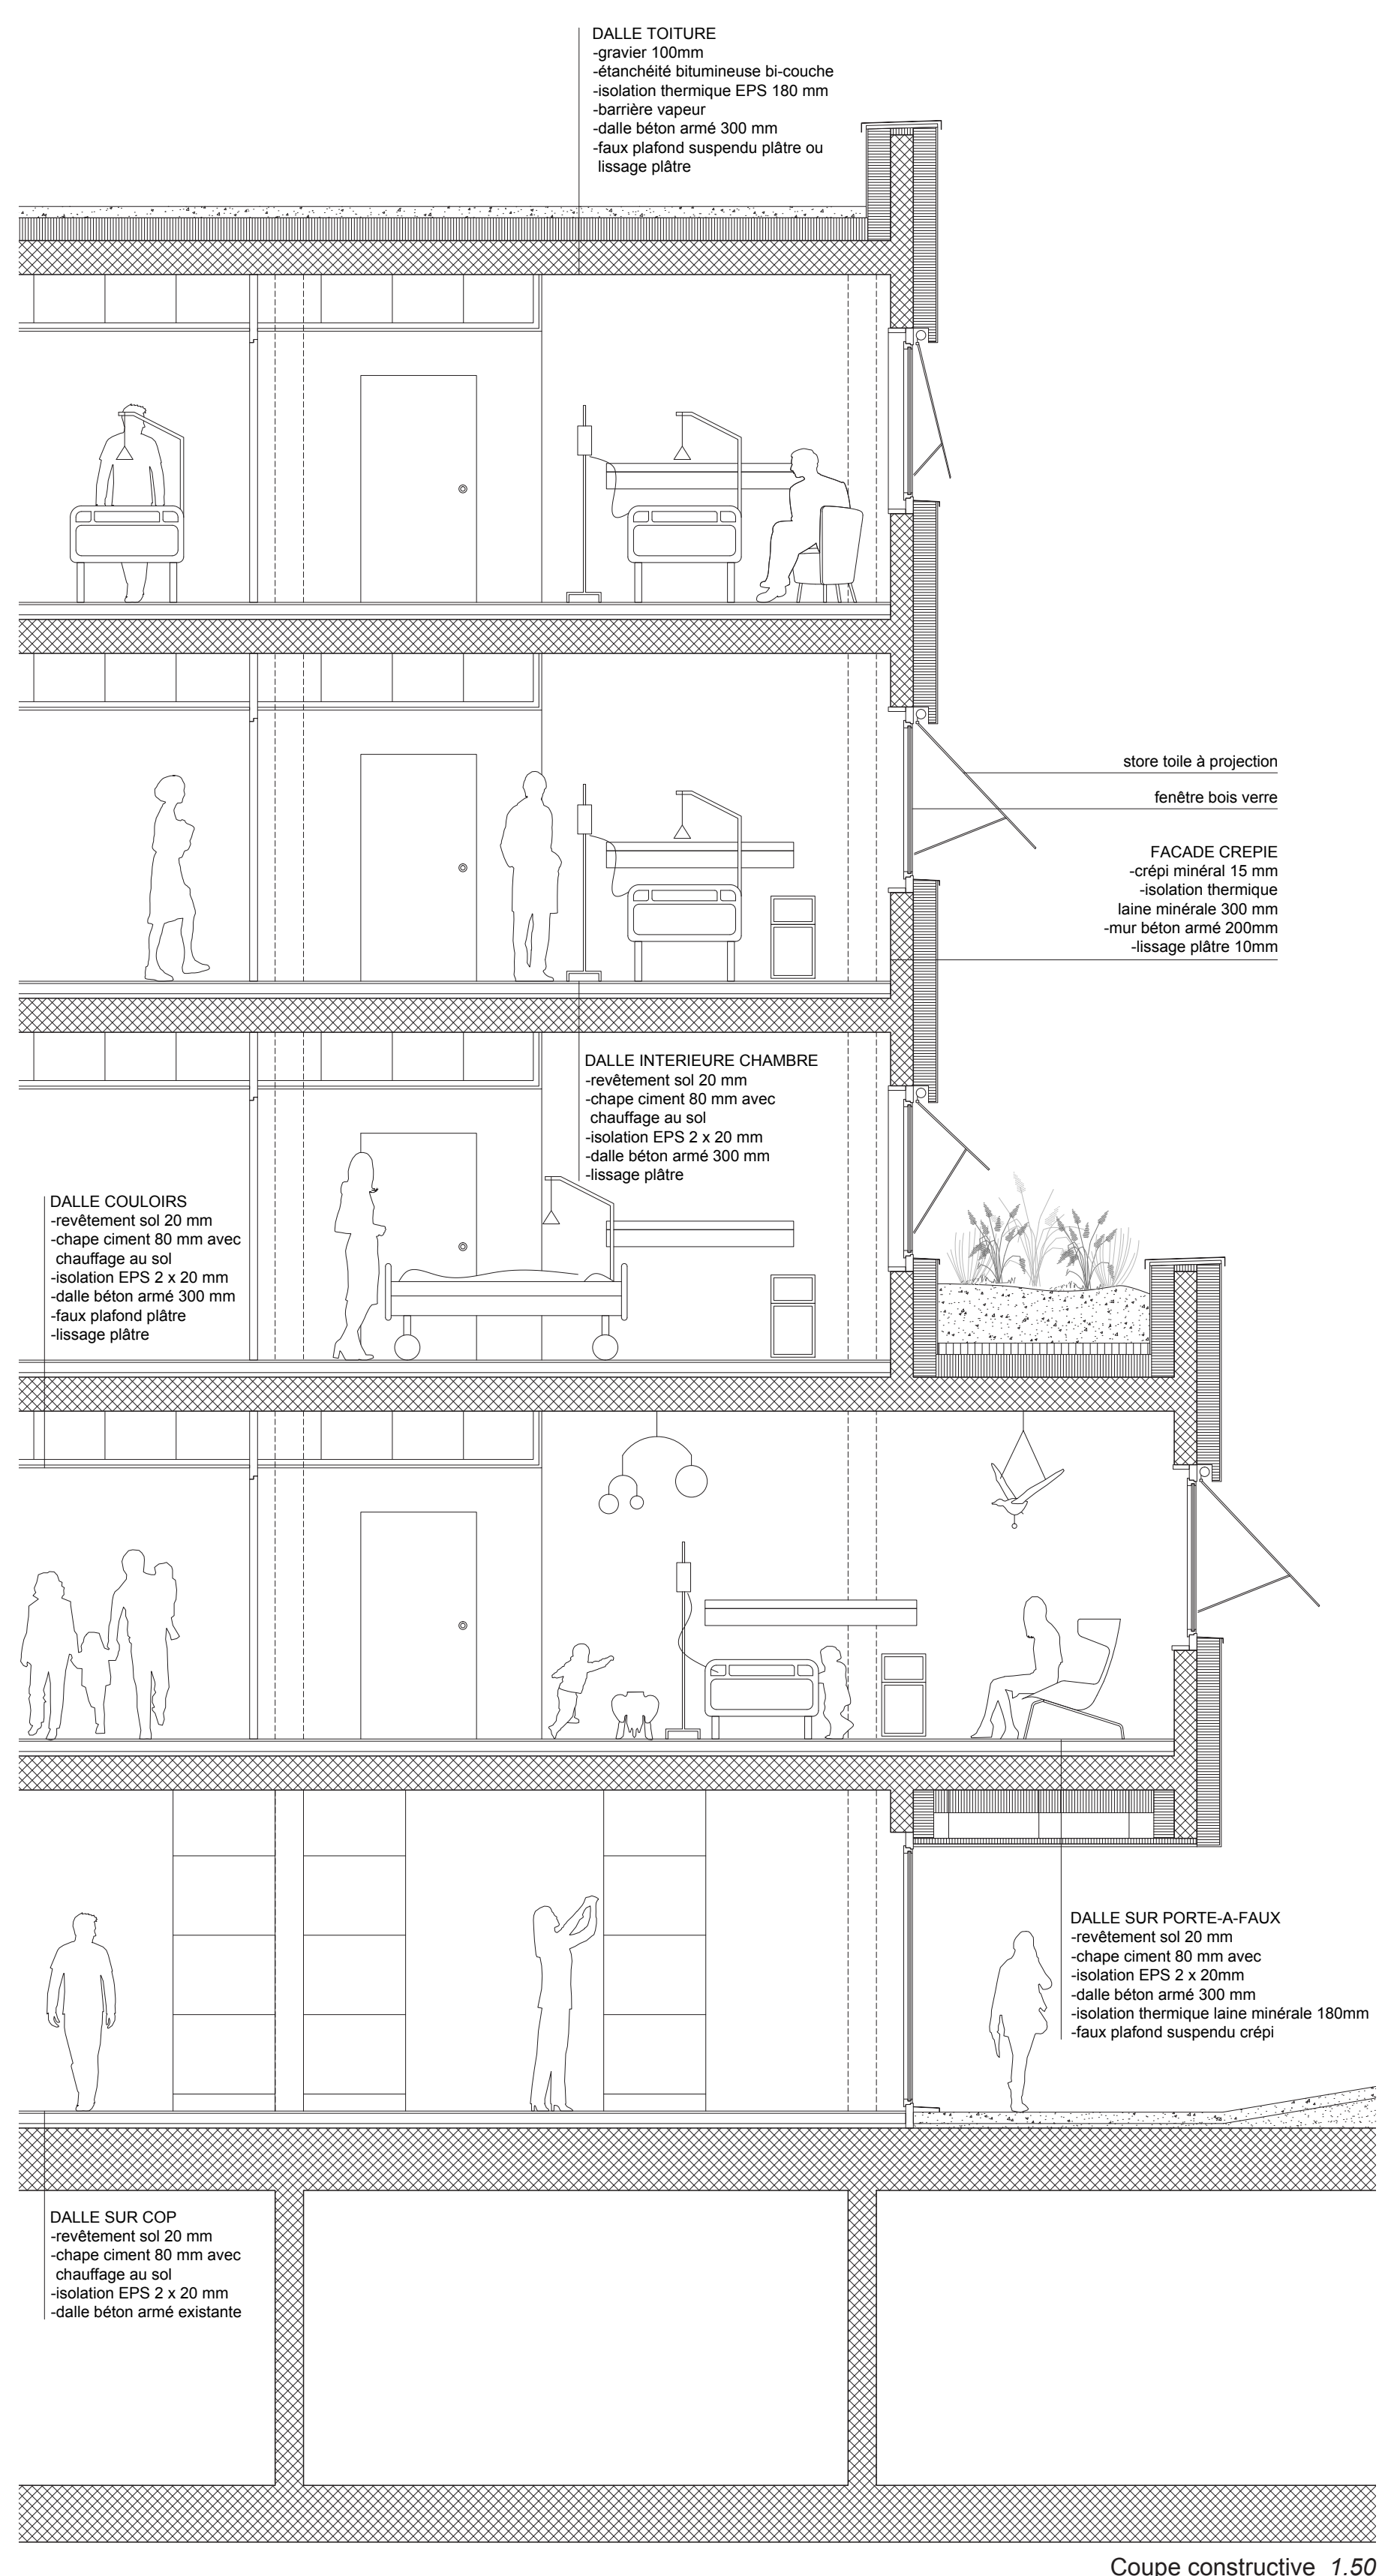 DALLE TOITURE
-gravier 100mm
-étanchéité bitumineuse bi-couche
-isolation thermique EPS 180 mm
-barrière vapeur
-dalle béton armé 300 mm
-faux plafond suspendu plâtre ou
lissage plâtre
store toile à projection
fenêtre bois verre
FACADE CREPIE
-crépi minéral 15 mm
-isolation thermique
laine minérale 300 mm
-mur béton armé 200mm
-lissage plâtre 10mm
DALLE INTERIEURE CHAMBRE
-revêtement sol 20 mm
-chape ciment 80 mm avec
chauffage au sol
-isolation EPS 2 x 20 mm
-dalle béton armé 300 mm
-lissage plâtre
DALLE COULOIRS
-revêtement sol 20 mm
-chape ciment 80 mm avec
chauffage au sol
-isolation EPS 2 x 20 mm
-dalle béton armé 300 mm
-faux plafond plâtre
-lissage plâtre
DALLE SUR PORTE-A-FAUX
-revêtement sol 20 mm
-chape ciment 80 mm avec
-isolation EPS 2 x 20mm
-dalle béton armé 300 mm
-isolation thermique laine minérale 180mm
-faux plafond suspendu crépi
DALLE SUR COP
-revêtement sol 20 mm
-chape ciment 80 mm avec
chauffage au sol
-isolation EPS 2 x 20 mm
-dalle béton armé existante
Coupe constructive 1.50